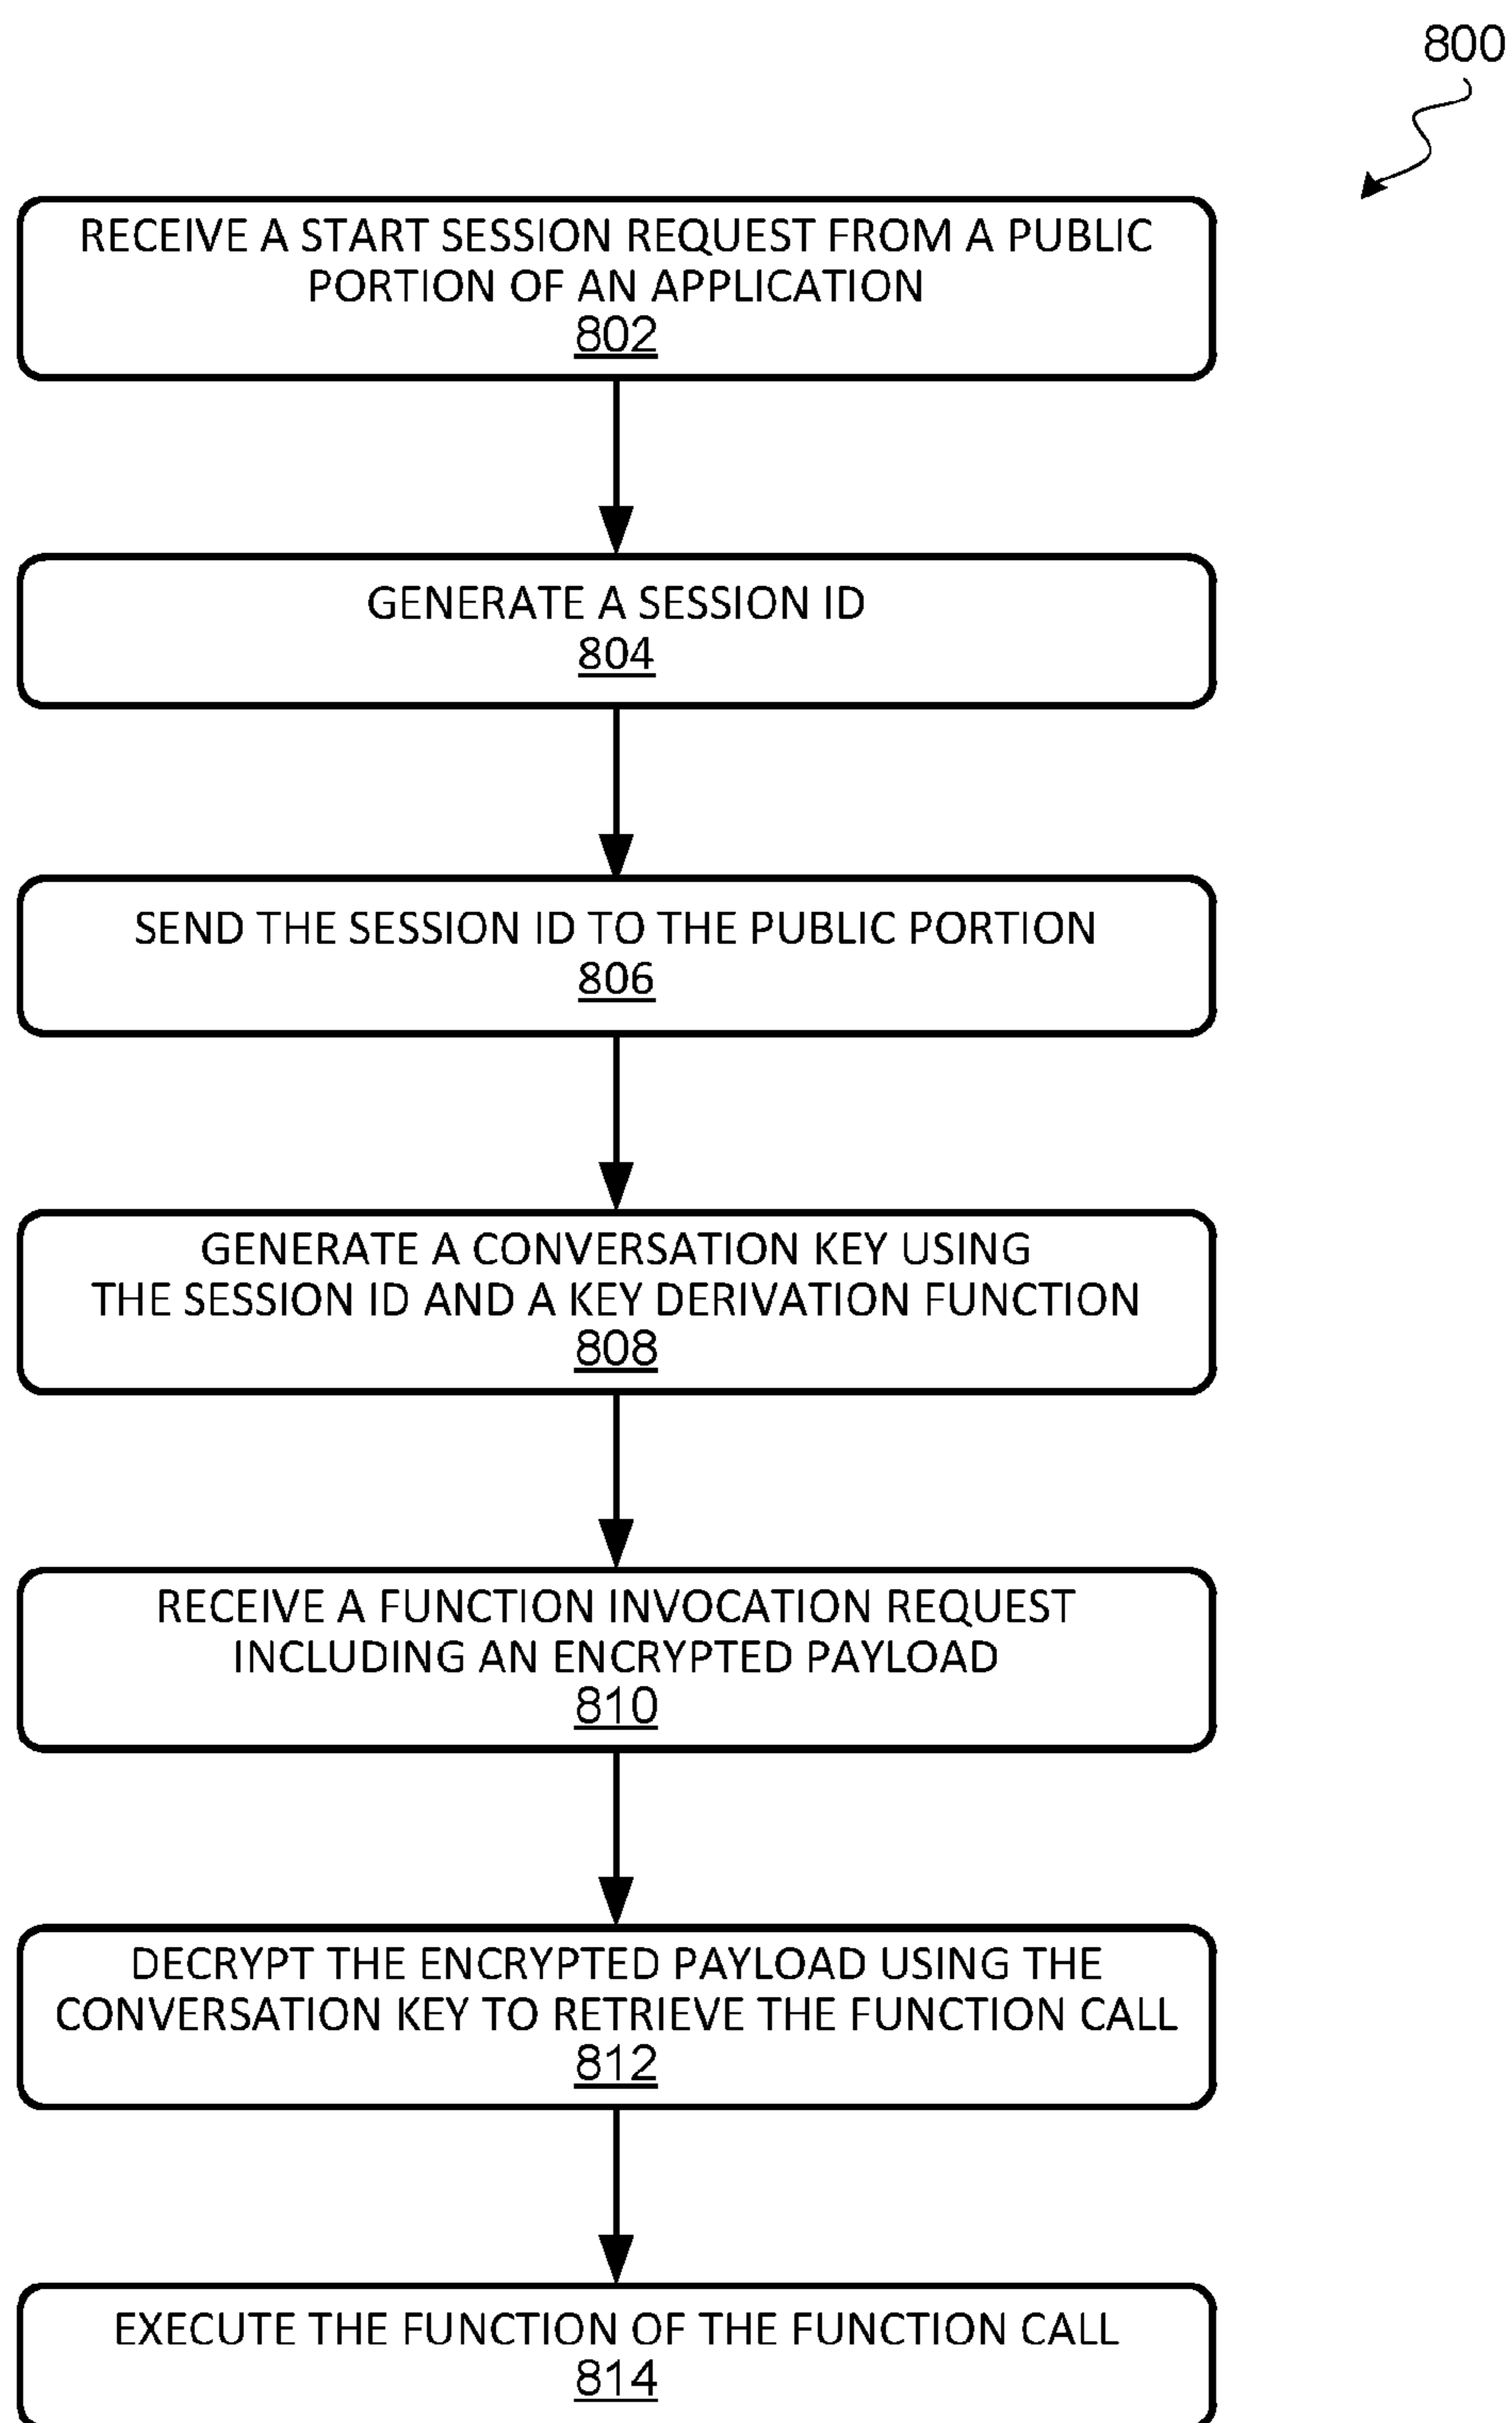 800
RECEIVE A START SESSION REQUEST FROM A PUBLIC
PORTION OF AN APPLICATION
802
GENERATE A SESSION ID
804
SEND THE SESSION ID TO THE PUBLIC PORTION
806
GENERATE A CONVERSATION KEY USING
THE SESSION ID AND A KEY DERIVATION FUNCTION
808
RECEIVE A FUNCTION INVOCATION REQUEST
INCLUDING AN ENCRYPTED PAYLOAD
810
DECRYPT THE ENCRYPTED PAYLOAD USING THE
CONVERSATION KEY TO RETRIEVE THE FUNCTION CALL
812
EXECUTE THE FUNCTION OF THE FUNCTION CALL
814